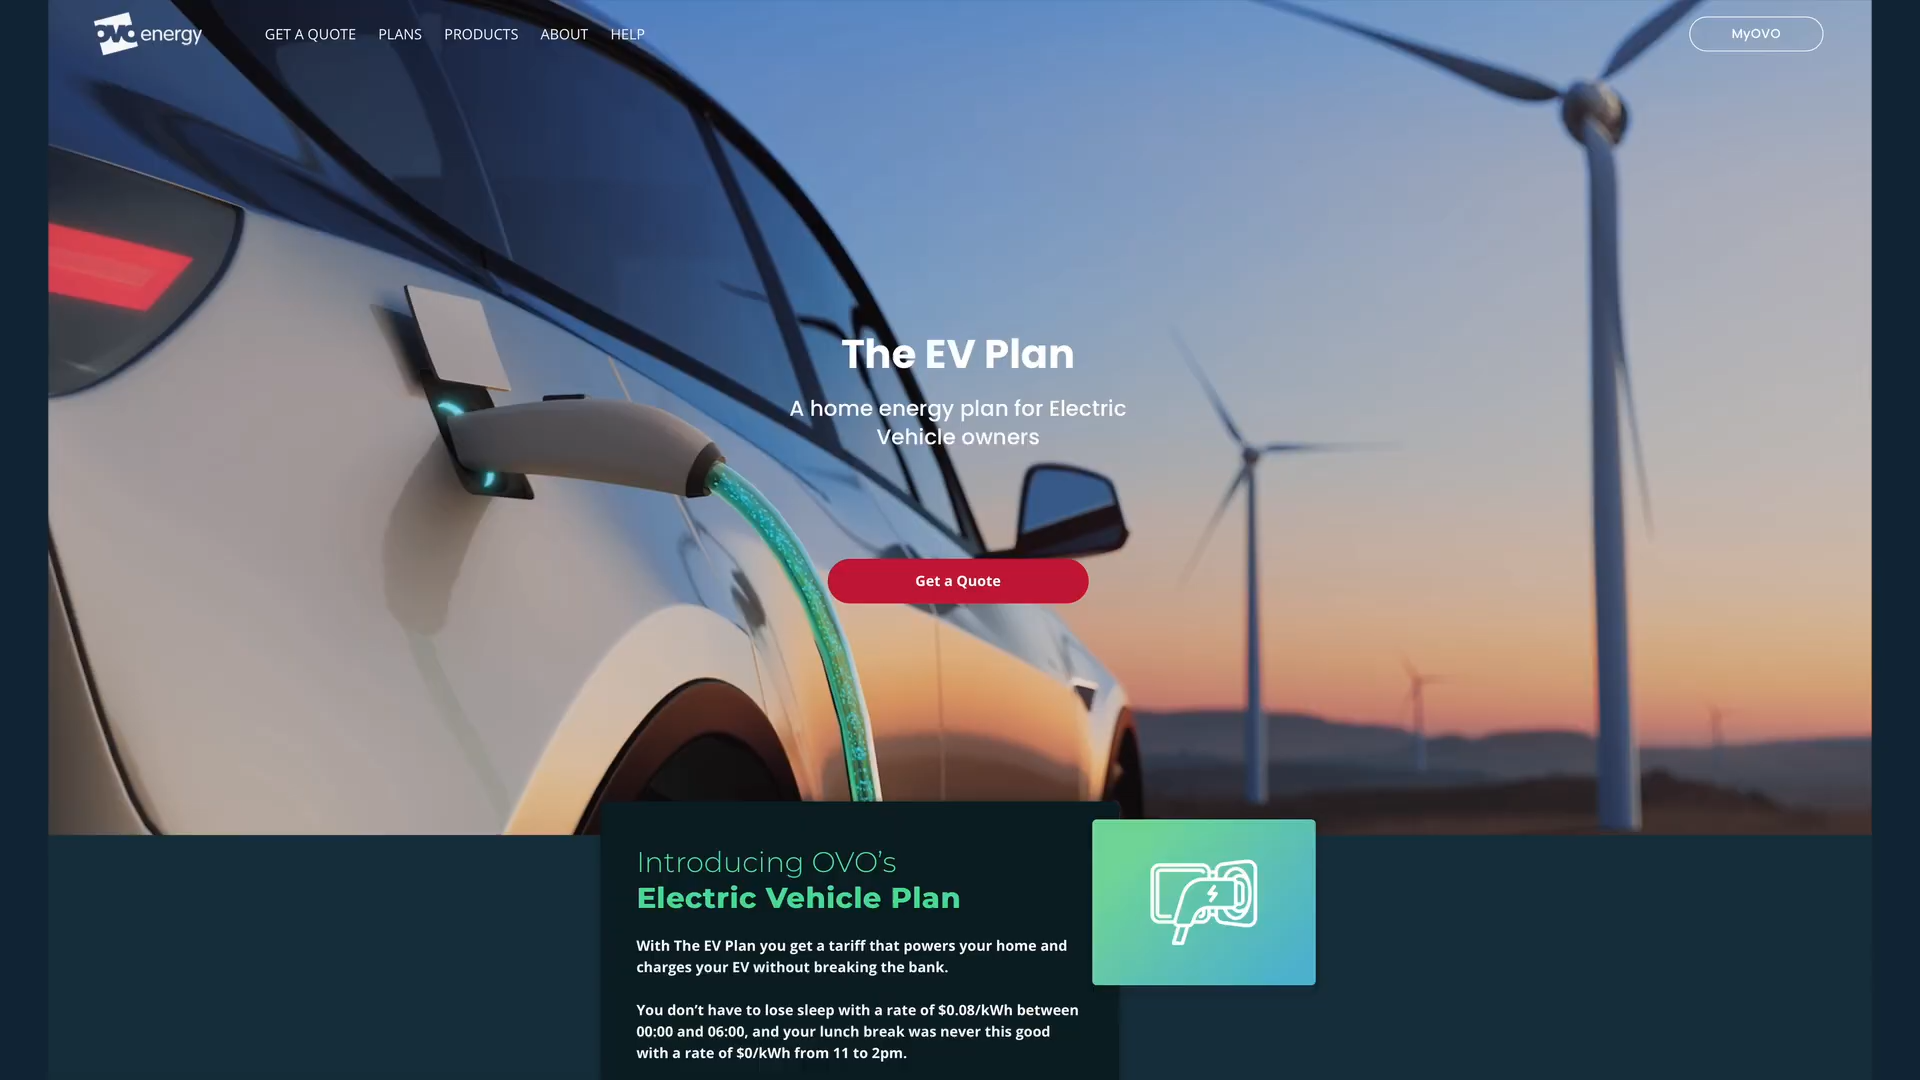 ovo energy
GET A QUOTE
PLANS
PRODUCTS
ABOUT
HELP
MyOVO
The EV Plan
A home energy plan for Electric
Vehicle owners
Get a Quote
Introducing OVO’s
Electric Vehicle Plan
With The EV Plan you get a tariff that powers your home and
charges your EV without breaking the bank.
You don’t have to lose sleep with a rate of $0.08/kWh between
00:00 and 06:00, and your lunch break was never this good
with a rate of $0/kWh from 11 to 2pm.